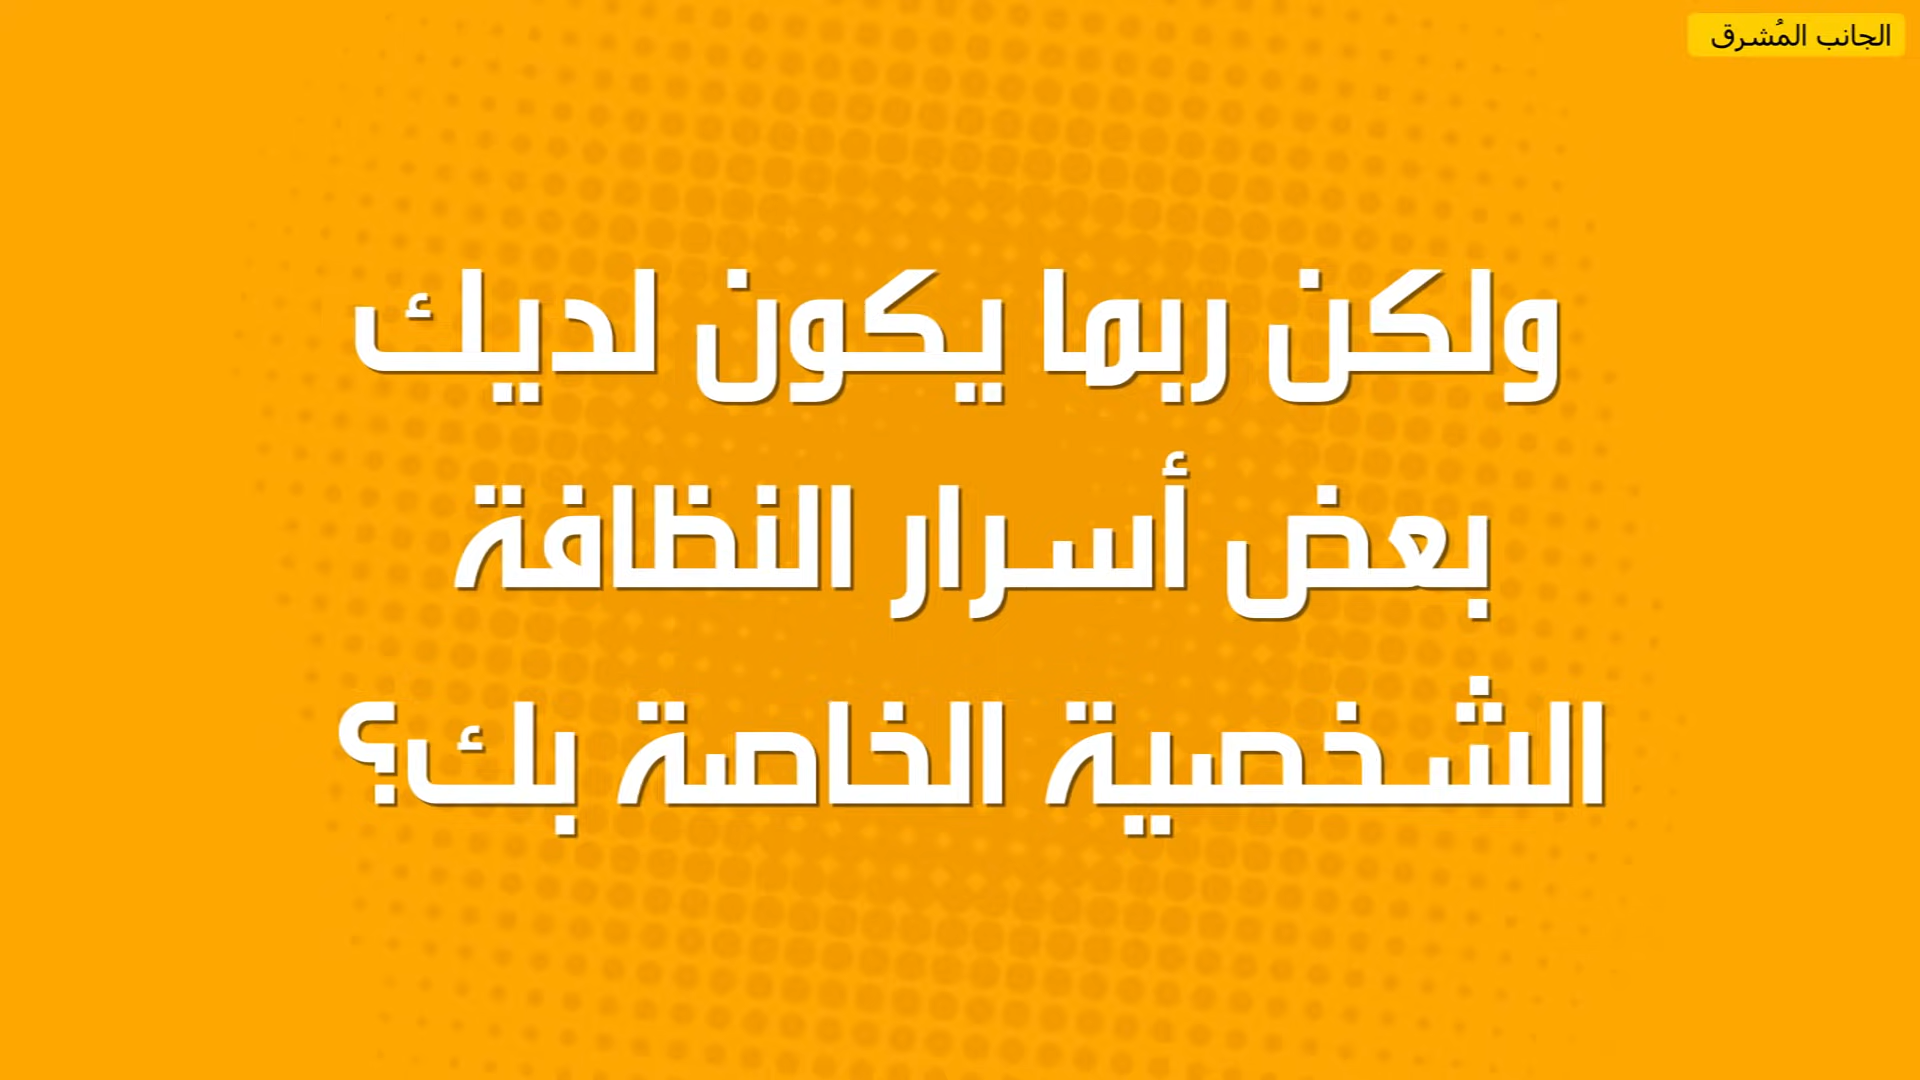 الجانب المُشرق
ولكن ربما يكون لديك
بعض أسرار النظافة
الشخصية الخاصة بك؟